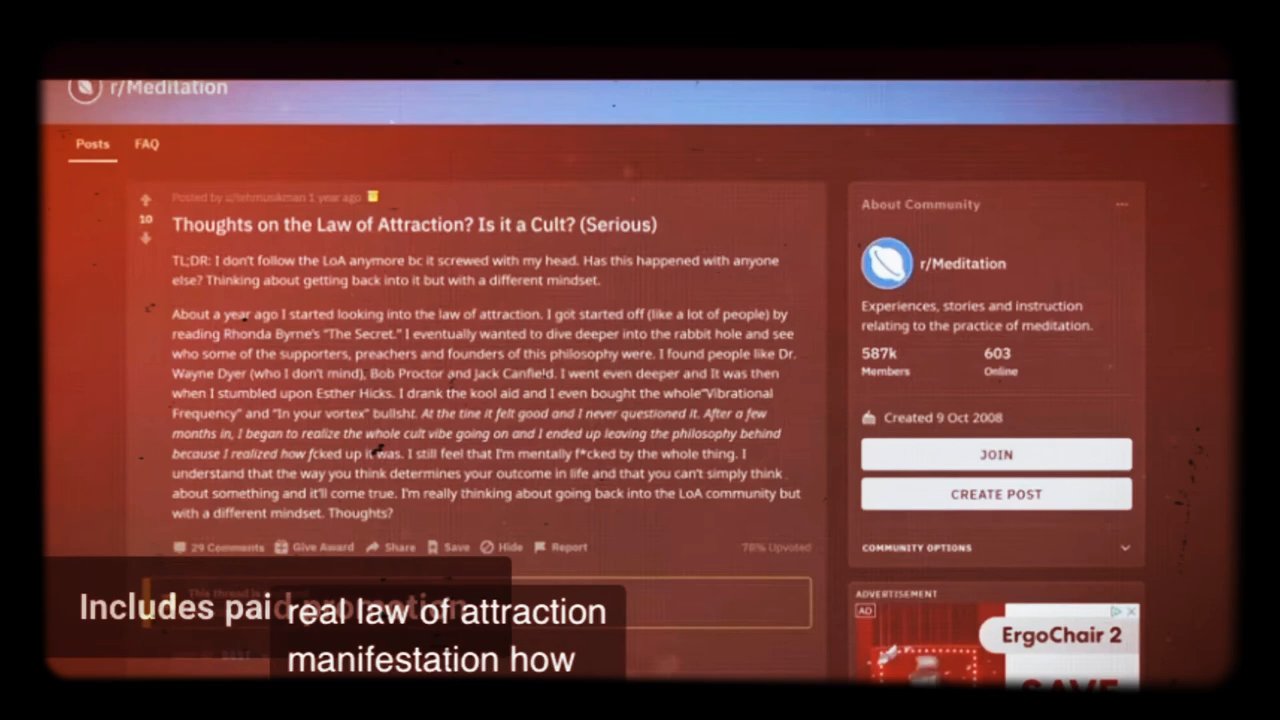 r/Meditation
Posts FAQ
Posted by u/tehmusikman 1 year ago
10
Thoughts on the Law of Attraction? Is it a Cult? (Serious)
TL;DR: I don't follow the LoA anymore bc it screwed with my head. Has this happened with anyone
else? Thinking about getting back into it but with a different mindset.
About a year ago I started looking into the law of attraction. I got started off (like a lot of people) by
reading Rhonda Byrne's "The Secret." I eventually wanted to dive deeper into the rabbit hole and see
who some of the supporters, preachers and founders of this philosophy were. I found people like Dr.
Wayne Dyer (who I don't mind), Bob Proctor and Jack Canfield. I went even deeper and It was then
when I stumbled upon Esther Hicks. I drank the kool aid and I even bought the whole"Vibrational
Frequency" and "In your vortex" bullsht. At the tine it felt good and I never questioned it. After a few
months in, I began to realize the whole cult vibe going on and I ended up leaving the philosophy behind
because I realized how fcked up it was. I still feel that I'm mentally f*cked by the whole thing. I
understand that the way you think determines your outcome in life and that you can't simply think
about something and it'll come true. I'm really thinking about going back into the LoA community but
with a different mindset. Thoughts?
29 Comments Give Award Share Save Hide Report 78% Upvoted
This thread is
Includes paid promotion
real law of attraction
manifestation how
About Community
r/Meditation
Experiences, stories and instruction
relating to the practice of meditation.
587k 603
Members Online
Created 9 Oct 2008
JOIN
CREATE POST
COMMUNITY OPTIONS
ADVERTISEMENT
AD
ErgoChair 2
SAVE